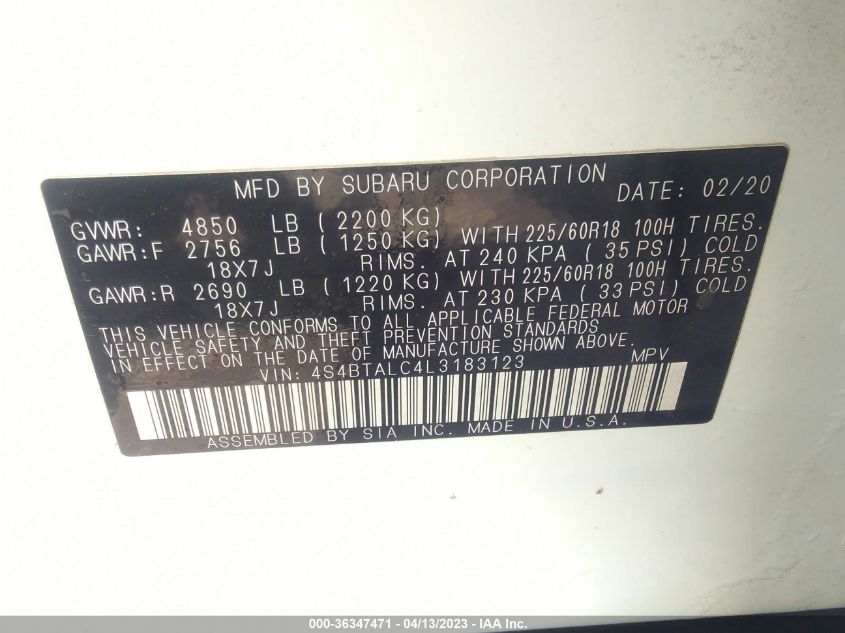 MFD BY SUBARU CORPORATION DATE: 02/20
GVWR: 4850 LB ( 2200 KG)
GAWR:F 2756 LB ( 1250 KG) WITH 225/60R18 100H TIRES.
18X7J RIMS. AT 240 KPA ( 35 PSI) COLD
GAWR:R 2690 LB ( 1220 KG) WITH 225/60R18 100H TIRES.
18X7J RIMS. AT 230 KPA ( 33 PSI) COLD
THIS VEHICLE CONFORMS TO ALL APPLICABLE FEDERAL MOTOR
VEHICLE SAFETY AND THEFT PREVENTION STANDARDS
IN EFFECT ON THE DATE OF MANUFACTURE SHOWN ABOVE.
VIN: 4S4BTALC4L3183123 MPV
ASSEMBLED BY SIA INC. MADE IN U.S.A.
000-36347471 - 04/13/2023 - IAA Inc.